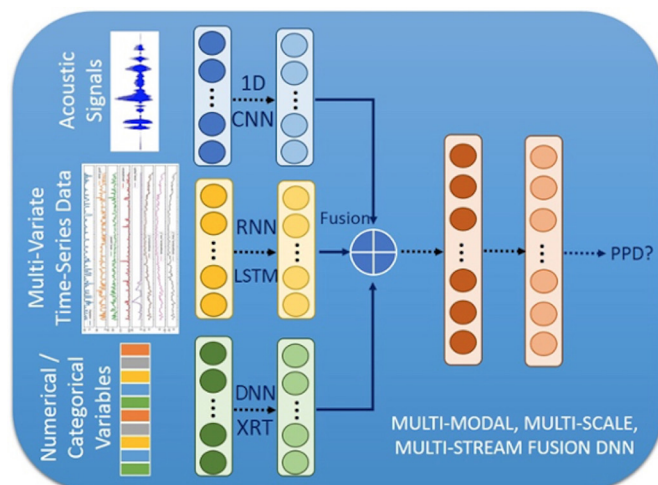 Acoustic
Signals
1D
CNN
Multi-Variate
Time-Series Data
RNN
LSTM
Fusion
PPD?
Numerical /
Categorical
Variables
DNN
XRT
MULTI-MODAL, MULTI-SCALE,
MULTI-STREAM FUSION DNN